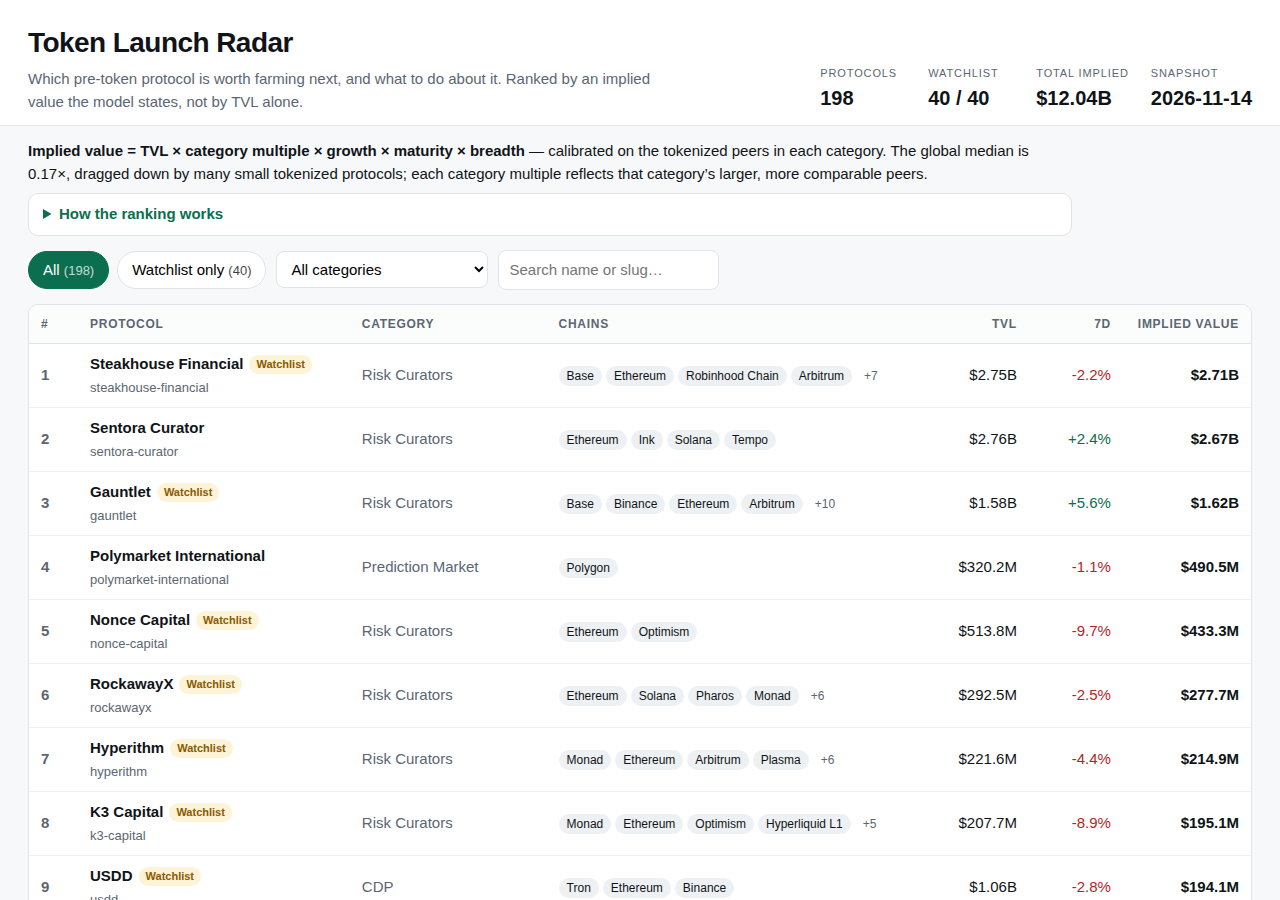 Token Launch Radar
Which pre-token protocol is worth farming next, and what to do about it. Ranked by an implied
value the model states, not by TVL alone.
PROTOCOLS WATCHLIST TOTAL IMPLIED SNAPSHOT
198 40 / 40 $12.04B 2026-11-14
Implied value = TVL × category multiple × growth × maturity × breadth — calibrated on the tokenized peers in each category. The global median is
0.17×, dragged down by many small tokenized protocols; each category multiple reflects that category’s larger, more comparable peers.
How the ranking works
All (198) Watchlist only (40) All categories Search name or slug…
# PROTOCOL CATEGORY CHAINS TVL 7D IMPLIED VALUE
1 Steakhouse Financial Watchlist Risk Curators Base Ethereum Robinhood Chain Arbitrum +7 $2.75B -2.2% $2.71B
steakhouse-financial
2 Sentora Curator Risk Curators Ethereum Ink Solana Tempo $2.76B +2.4% $2.67B
sentora-curator
3 Gauntlet Watchlist Risk Curators Base Binance Ethereum Arbitrum +10 $1.58B +5.6% $1.62B
gauntlet
4 Polymarket International Prediction Market Polygon $320.2M -1.1% $490.5M
polymarket-international
5 Nonce Capital Watchlist Risk Curators Ethereum Optimism $513.8M -9.7% $433.3M
nonce-capital
6 RockawayX Watchlist Risk Curators Ethereum Solana Pharos Monad +6 $292.5M -2.5% $277.7M
rockawayx
7 Hyperithm Watchlist Risk Curators Monad Ethereum Arbitrum Plasma +6 $221.6M -4.4% $214.9M
hyperithm
8 K3 Capital Watchlist Risk Curators Monad Ethereum Optimism Hyperliquid L1 +5 $207.7M -8.9% $195.1M
k3-capital
9 USDD Watchlist CDP Tron Ethereum Binance $1.06B -2.8% $194.1M
usdd